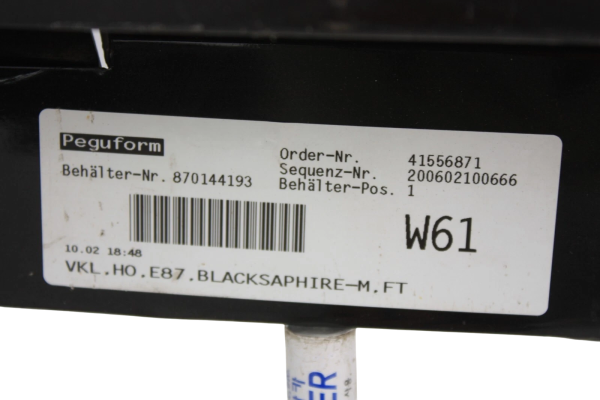 Peguform
Behälter-Nr. 870144193
Order-Nr. 41556871
Sequenz-Nr. 200602100666
Behälter-Pos. 1
W61
10.02 18:48
VKL.HO.E87.BLACKSAPHIRE-M.FT
ER